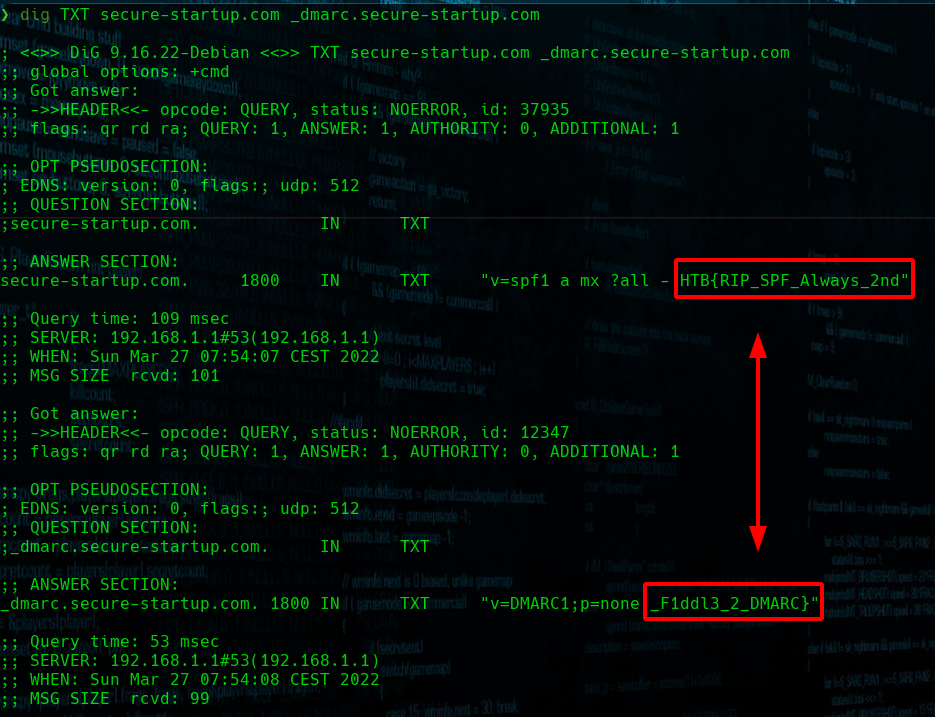 ❯ dig TXT secure-startup.com _dmarc.secure-startup.com
; <<>> DiG 9.16.22-Debian <<>> TXT secure-startup.com _dmarc.secure-startup.com
;; global options: +cmd
;; Got answer:
;; ->>HEADER<<- opcode: QUERY, status: NOERROR, id: 37935
;; flags: qr rd ra; QUERY: 1, ANSWER: 1, AUTHORITY: 0, ADDITIONAL: 1
;; OPT PSEUDOSECTION:
; EDNS: version: 0, flags:; udp: 512
;; QUESTION SECTION:
;secure-startup.com. IN TXT
;; ANSWER SECTION:
secure-startup.com. 1800 IN TXT "v=spf1 a mx ?all - HTB{RIP_SPF_Always_2nd"
;; Query time: 109 msec
;; SERVER: 192.168.1.1#53(192.168.1.1)
;; WHEN: Sun Mar 27 07:54:07 CEST 2022
;; MSG SIZE rcvd: 101
;; Got answer:
;; ->>HEADER<<- opcode: QUERY, status: NOERROR, id: 12347
;; flags: qr rd ra; QUERY: 1, ANSWER: 1, AUTHORITY: 0, ADDITIONAL: 1
;; OPT PSEUDOSECTION:
; EDNS: version: 0, flags:; udp: 512
;; QUESTION SECTION:
;_dmarc.secure-startup.com. IN TXT
;; ANSWER SECTION:
_dmarc.secure-startup.com. 1800 IN TXT "v=DMARC1;p=none _F1ddl3_2_DMARC}"
;; Query time: 53 msec
;; SERVER: 192.168.1.1#53(192.168.1.1)
;; WHEN: Sun Mar 27 07:54:08 CEST 2022
;; MSG SIZE rcvd: 99